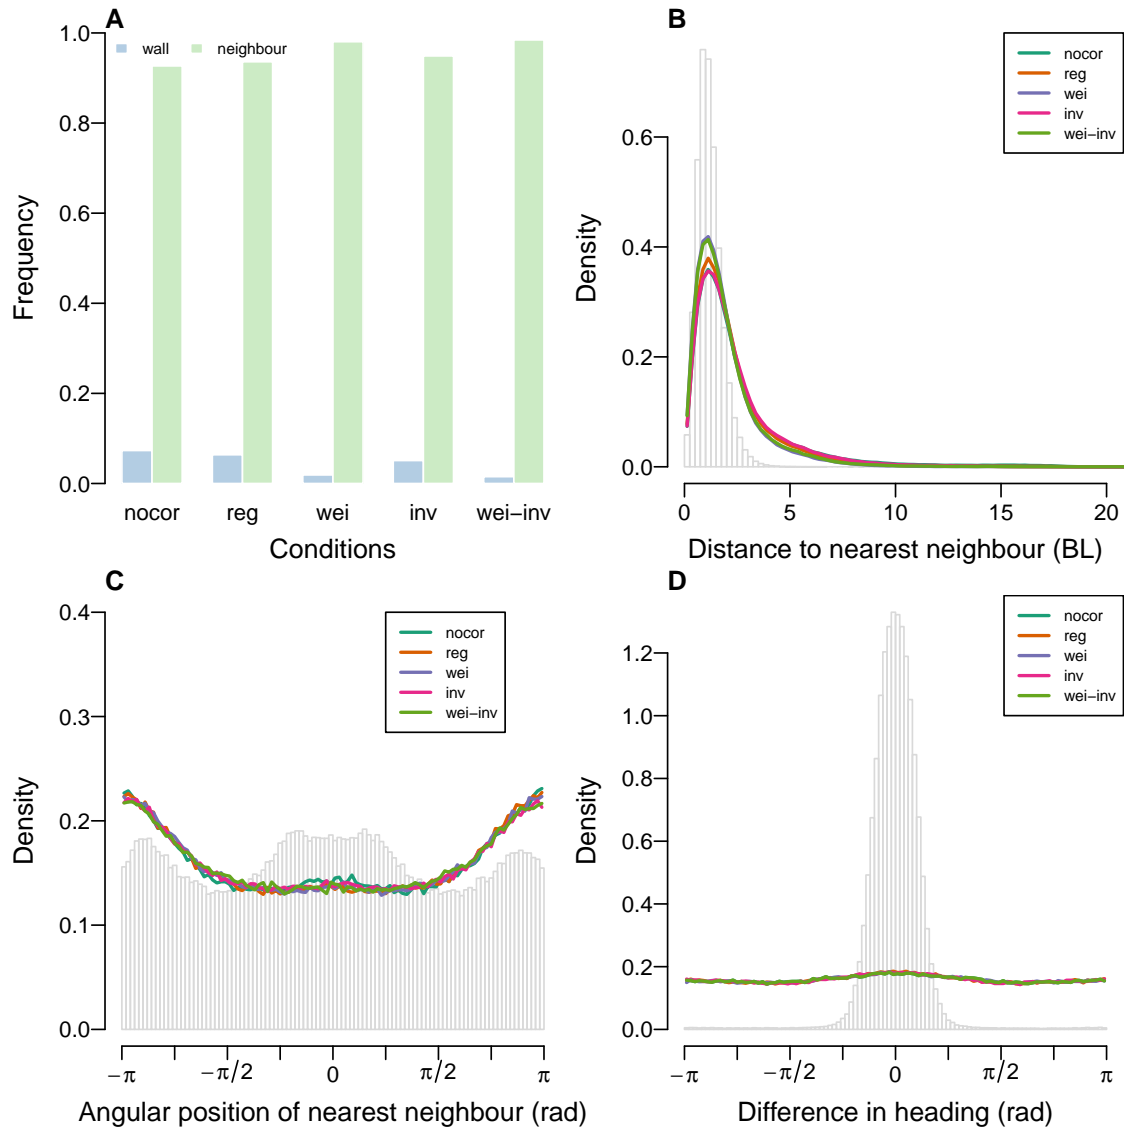 A
1.0
0.8
0.6
0.4
0.2
0.0
Frequency
wall
neighbour
nocor
reg
wei
inv
wei−inv
Conditions
B
0.6
0.4
0.2
0.0
Density
nocor
reg
wei
inv
wei−inv
0
5
10
15
20
Distance to nearest neighbour (BL)
C
0.4
0.3
0.2
0.1
0.0
Density
nocor
reg
wei
inv
wei−inv
−π
−π/2
0
π/2
π
Angular position of nearest neighbour (rad)
D
1.2
1.0
0.8
0.6
0.4
0.2
0.0
Density
nocor
reg
wei
inv
wei−inv
−π
−π/2
0
π/2
π
Difference in heading (rad)